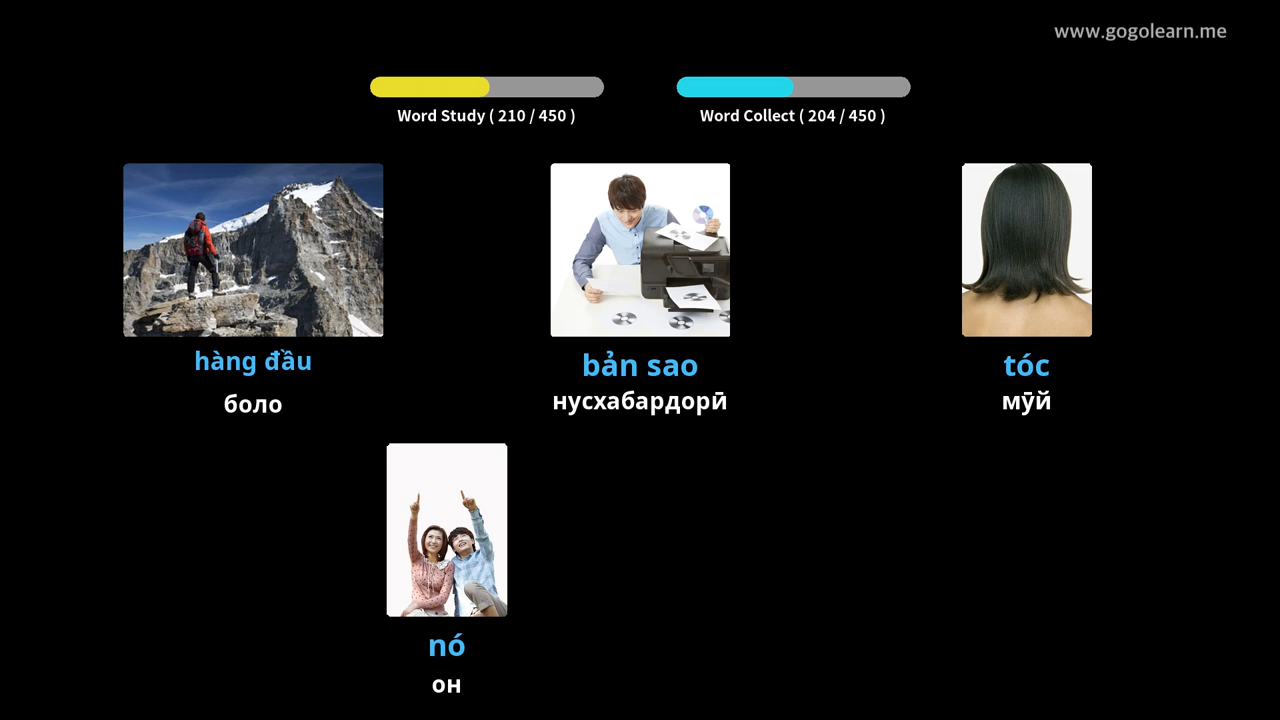 www.gogolearn.me
Word Study ( 210 / 450 )
Word Collect ( 204 / 450 )
hàng đầu
боло
bản sao
нусхабардорӣ
tóc
мӯй
nó
он